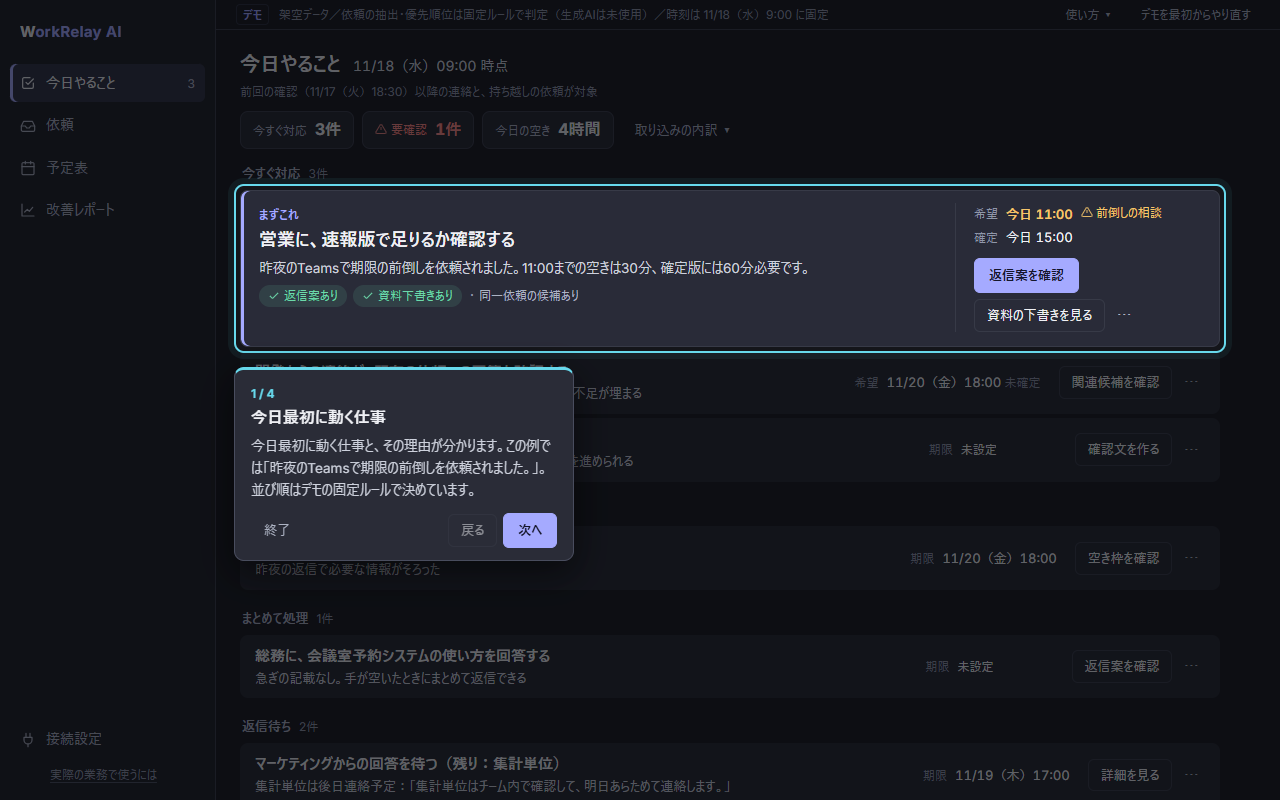 WorkRelay AI
今日やること 3
依頼
予定表
改善レポート
接続設定
実際の業務で使うには
デモ 架空データ／依頼の抽出・優先順位は固定ルールで判定（生成AIは未使用）／時刻は 11/18（水）9:00 に固定
使い方 ▾
デモを最初からやり直す
今日やること 11/18（水）09:00 時点
前回の確認（11/17（火）18:30）以降の連絡と、持ち越しの依頼が対象
今すぐ対応 3件
要確認 1件
今日の空き 4時間
取り込みの内訳 ▾
今すぐ対応 3件
まずこれ
営業に、速報版で足りるか確認する
昨夜のTeamsで期限の前倒しを依頼されました。11:00までの空きは30分、確定版には60分必要です。
✓ 返信案あり ✓ 資料下書きあり ・同一依頼の候補あり
希望 今日 11:00 ⚠ 前倒しの相談
確定 今日 15:00
返信案を確認
資料の下書きを見る ···
1 / 4
今日最初に動く仕事
今日最初に動く仕事と、その理由が分かります。この例で
は「昨夜のTeamsで期限の前倒しを依頼されました。」。
並び順はデモの固定ルールで決めています。
終了 戻る 次へ
不足が埋まる
希望 11/20（金）18:00 未確定 関連候補を確認 ···
を進められる
期限 未設定 確認文を作る ···
昨夜の返信で必要な情報がそろった
期限 11/20（金）18:00 空き枠を確認 ···
まとめて処理 1件
総務に、会議室予約システムの使い方を回答する
急ぎの記載なし。手が空いたときにまとめて返信できる
期限 未設定 返信案を確認 ···
返信待ち 2件
マーケティングからの回答を待つ（残り：集計単位）
集計単位は後日連絡予定：「集計単位はチーム内で確認して、明日あらためて連絡します。」
期限 11/19（木）17:00 詳細を見る ···